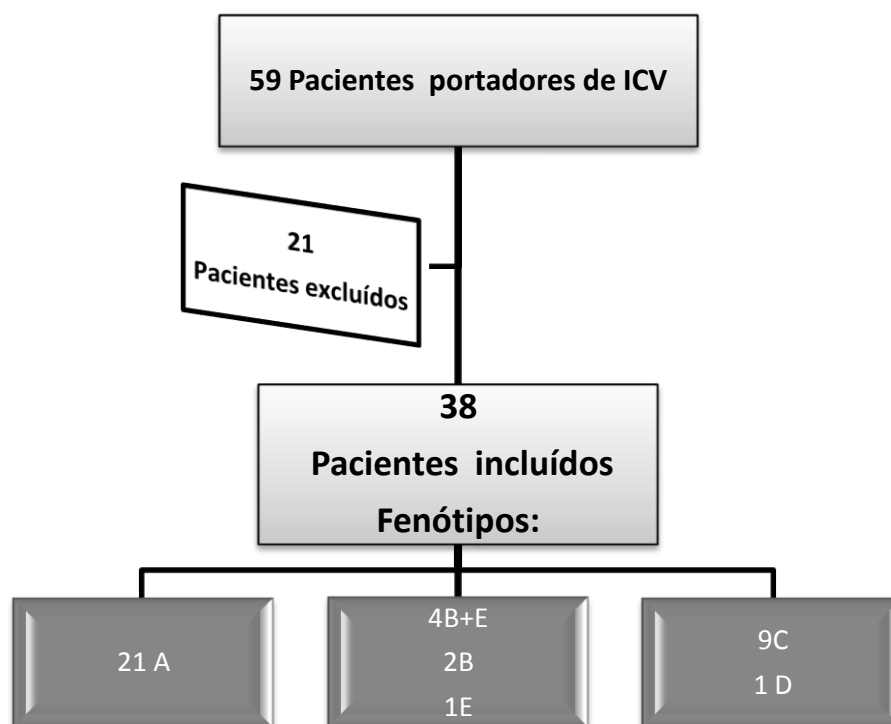 59 Pacientes portadores de ICV
21
Pacientes excluídos
38
Pacientes incluídos
Fenótipos:
21 A
4B+E
2B
1E
9C
1 D